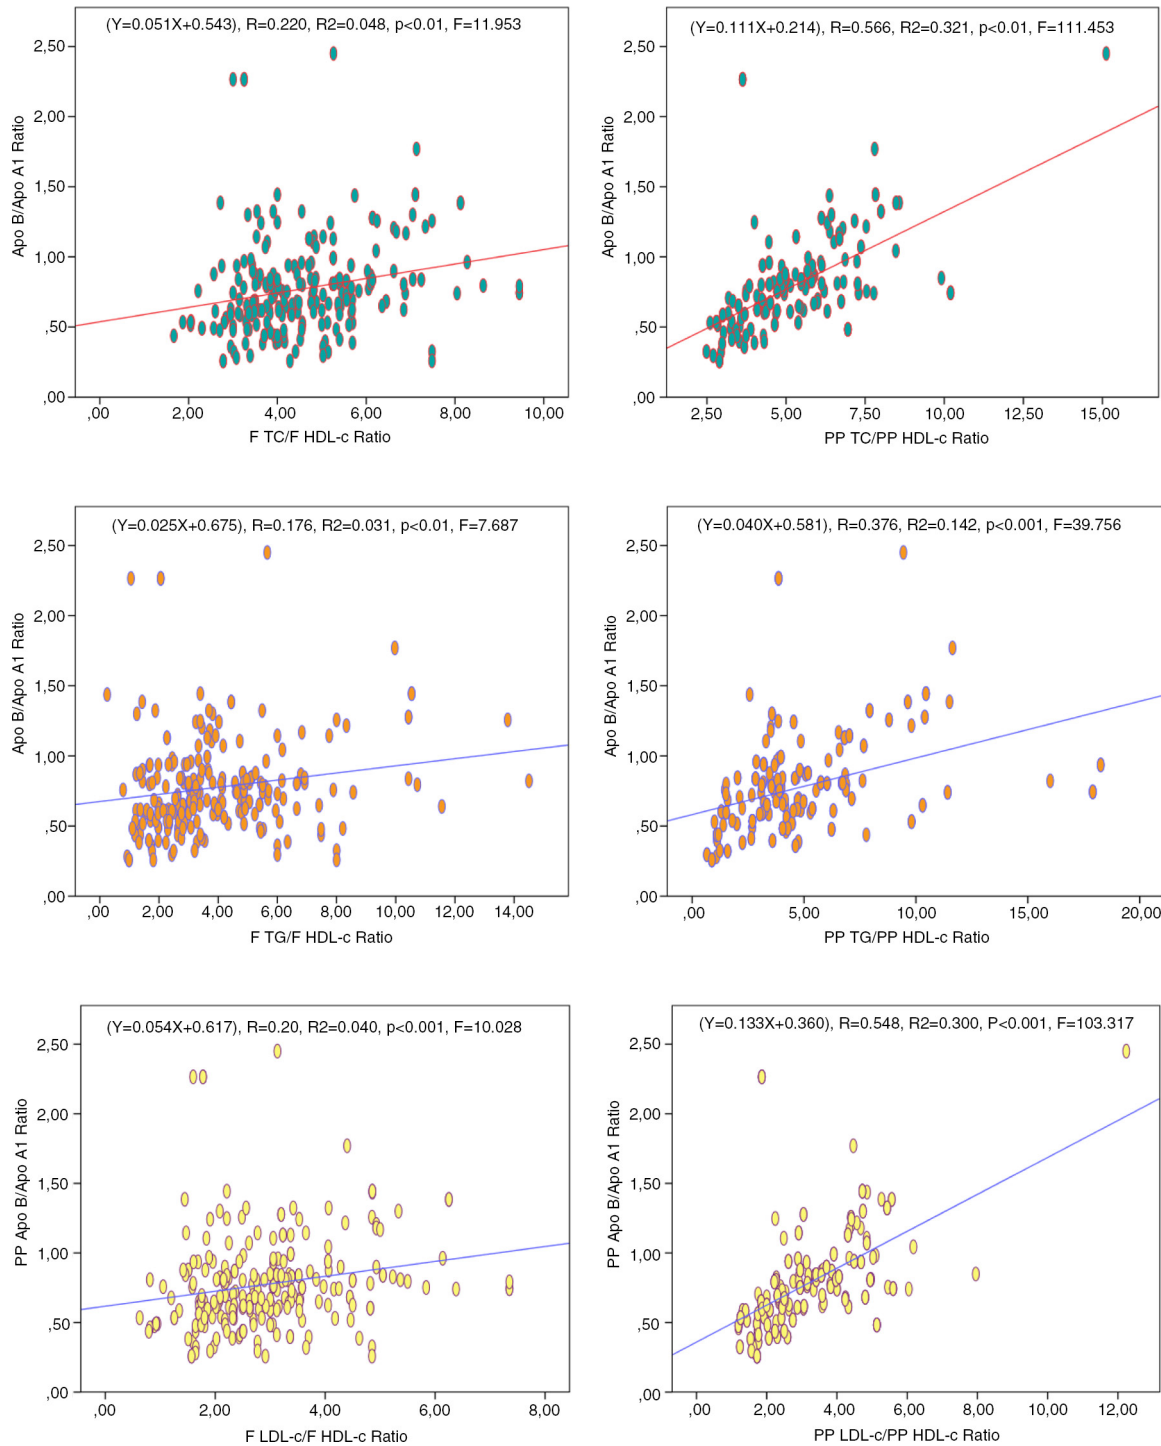 (Y=0.051X+0.543), R=0.220, R2=0.048, p<0.01, F=11.953
2,50
2,00
1,50
1,00
,50
,00
Apo B/Apo A1 Ratio
,00 2,00 4,00 6,00 8,00 10,00
F TC/F HDL-c Ratio
(Y=0.111X+0.214), R=0.566, R2=0.321, p<0.01, F=111.453
2,50
2,00
1,50
1,00
,50
,00
Apo B/Apo A1 Ratio
2,50 5,00 7,50 10,00 12,50 15,00
PP TC/PP HDL-c Ratio
(Y=0.025X+0.675), R=0.176, R2=0.031, p<0.01, F=7.687
2,50
2,00
1,50
1,00
,50
,00
Apo B/Apo A1 Ratio
,00 2,00 4,00 6,00 8,00 10,00 12,00 14,00
F TG/F HDL-c Ratio
(Y=0.040X+0.581), R=0.376, R2=0.142, p<0.001, F=39.756
2,50
2,00
1,50
1,00
,50
,00
Apo B/Apo A1 Ratio
,00 5,00 10,00 15,00 20,00
PP TG/PP HDL-c Ratio
(Y=0.054X+0.617), R=0.20, R2=0.040, p<0.001, F=10.028
2,50
2,00
1,50
1,00
,50
,00
PP Apo B/Apo A1 Ratio
,00 2,00 4,00 6,00 8,00
F LDL-c/F HDL-c Ratio
(Y=0.133X+0.360), R=0.548, R2=0.300, P<0.001, F=103.317
2,50
2,00
1,50
1,00
,50
,00
PP Apo B/Apo A1 Ratio
,00 2,00 4,00 6,00 8,00 10,00 12,00
PP LDL-c/PP HDL-c Ratio